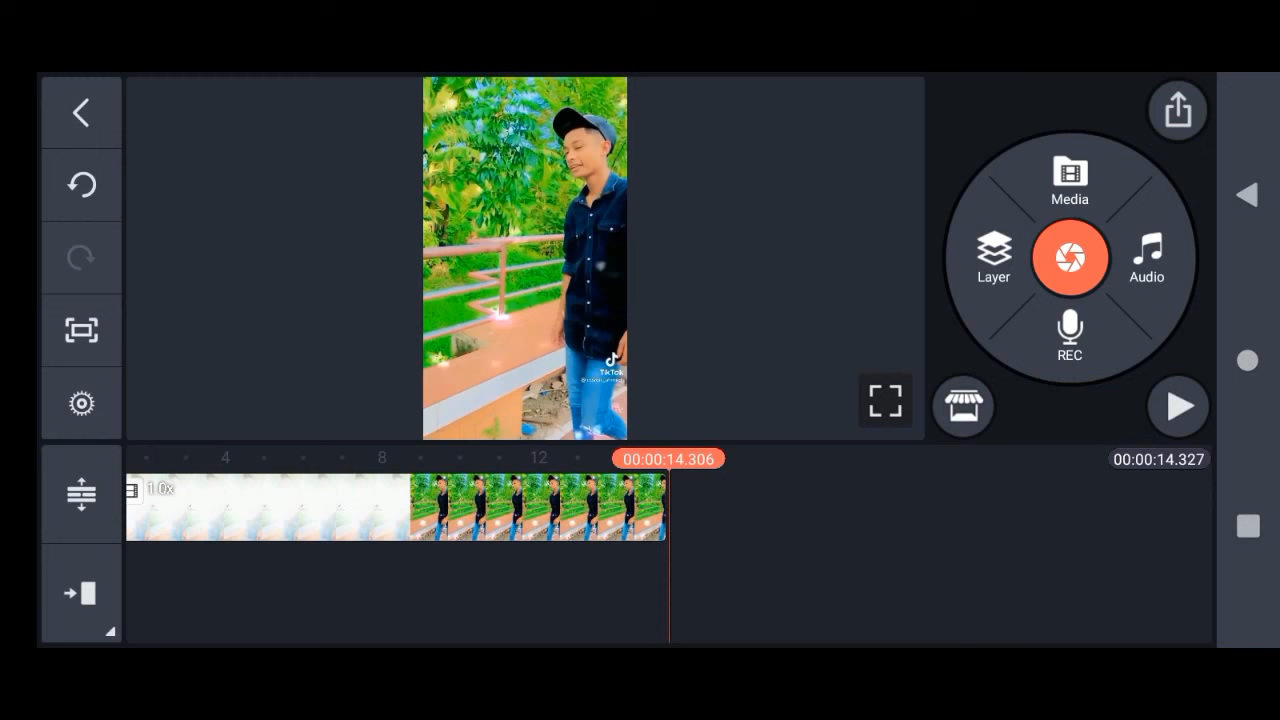 Media
Layer
Audio
REC
TikTok
4
8
12
00:00:14.306
00:00:14.327
1.0x